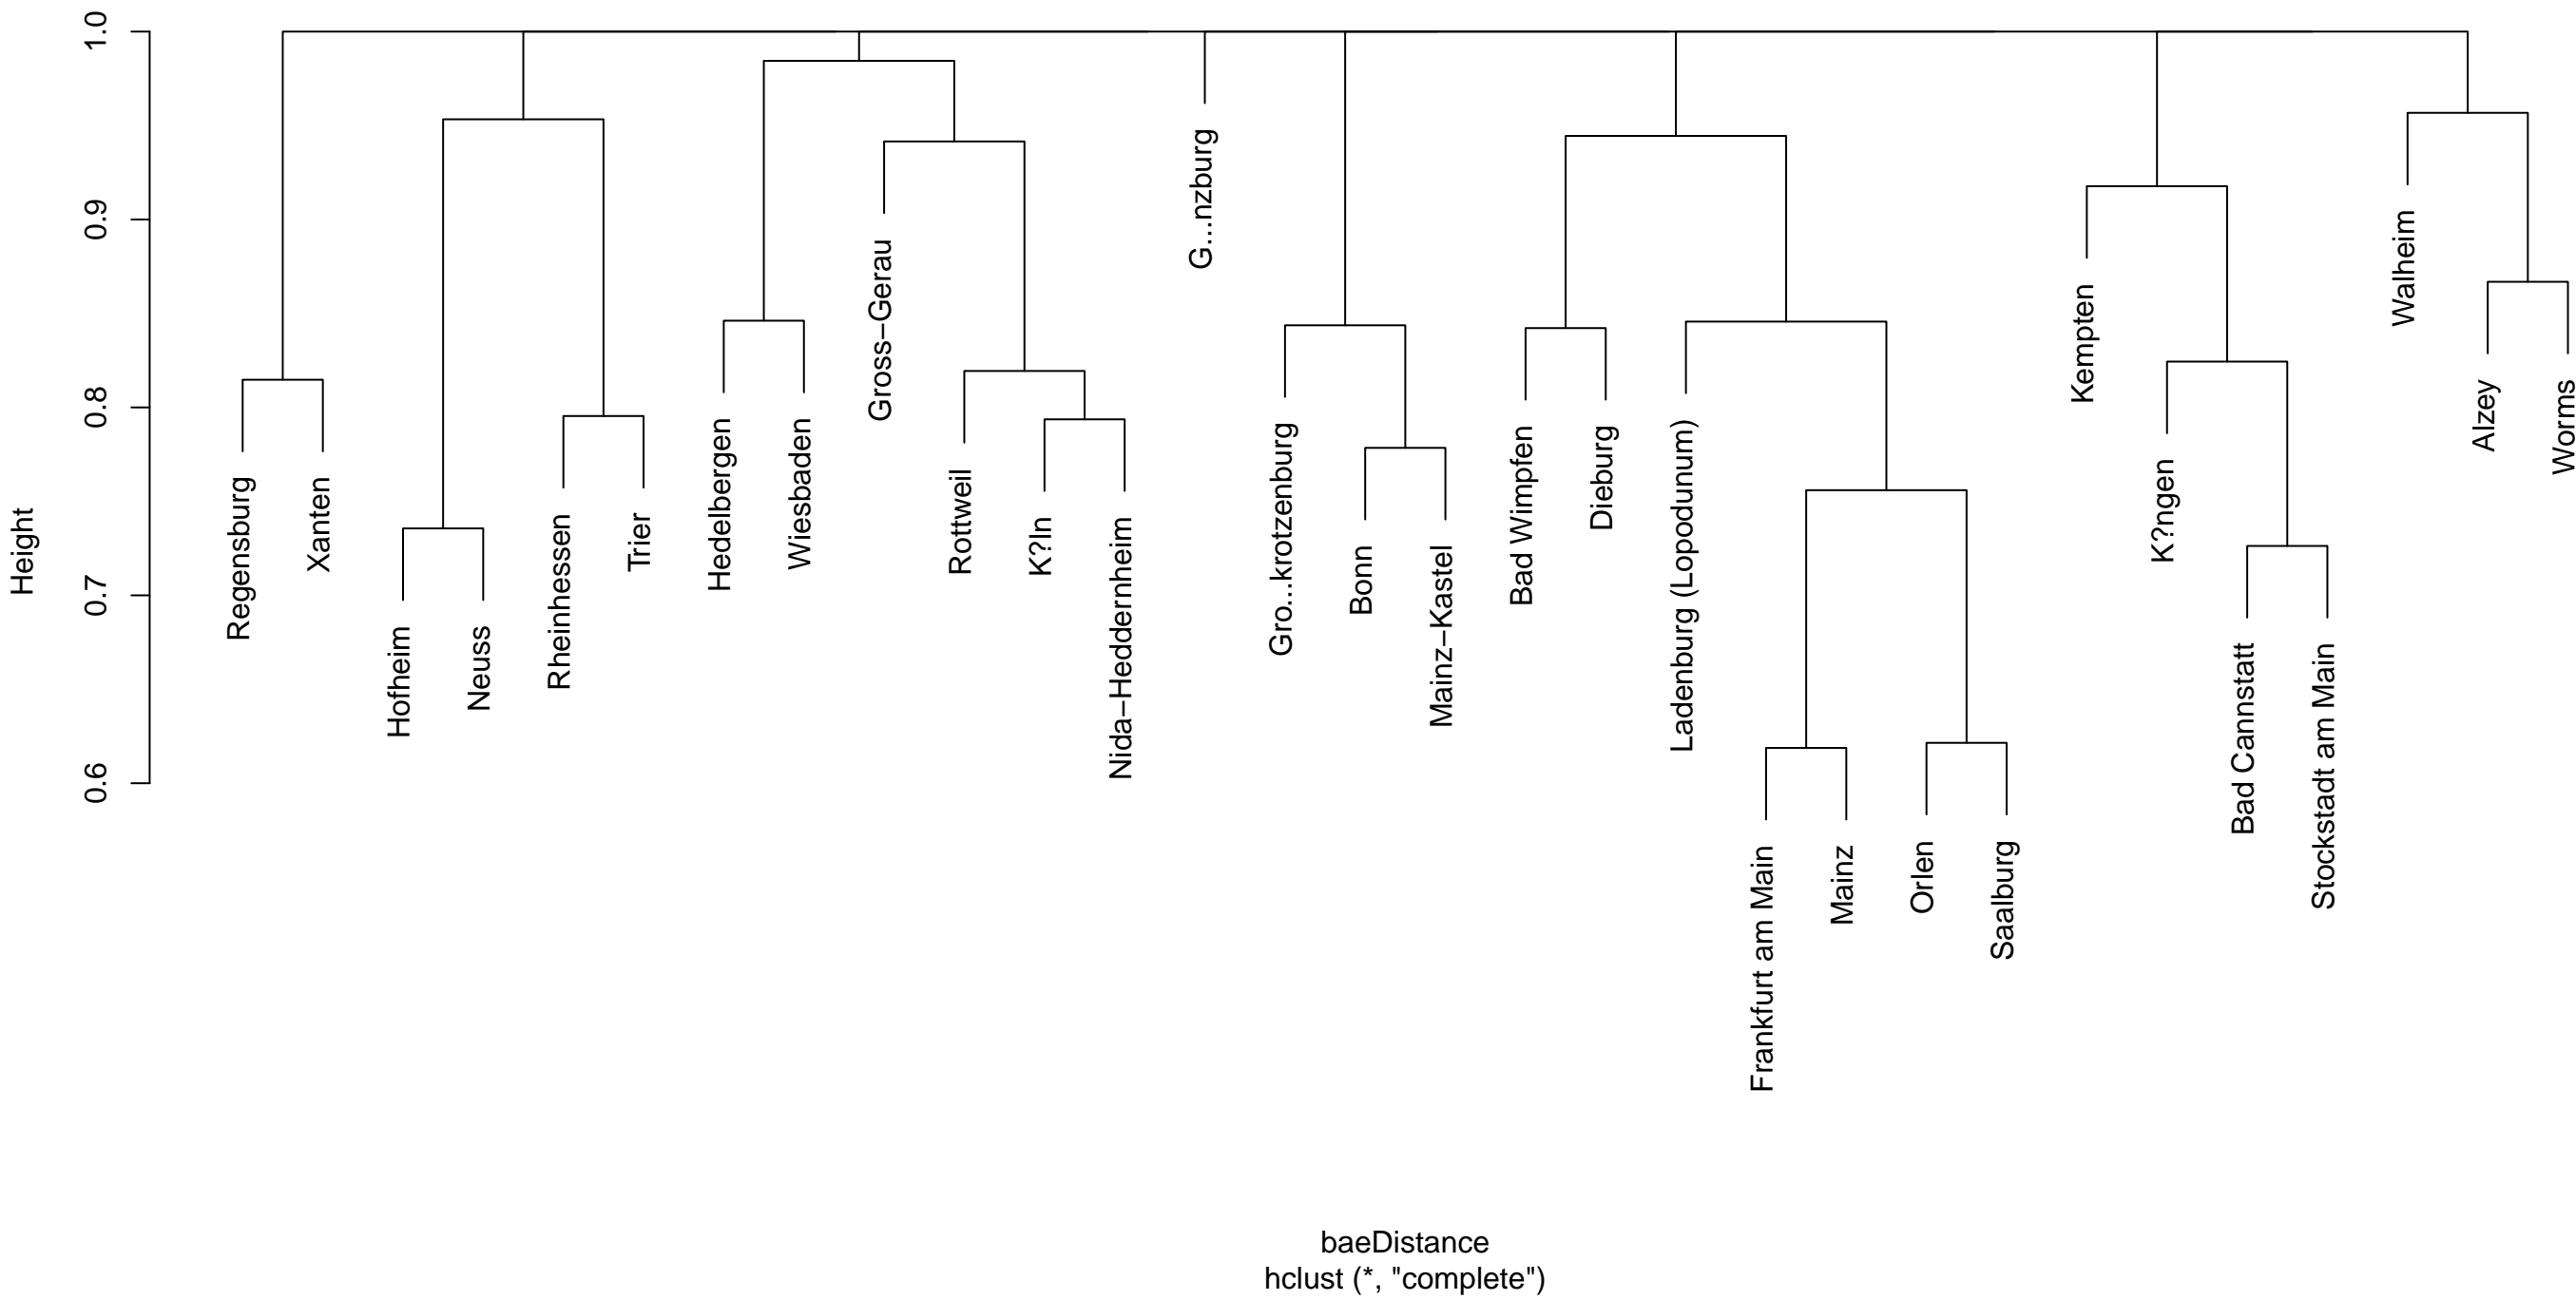 Height
1.0
0.9
0.8
0.7
0.6
Regensburg
Xanten
Hofheim
Neuss
Rheinhessen
Trier
Hedelbergen
Wiesbaden
Gross−Gerau
Rottweil
K?ln
Nida−Heddernheim
G...nzburg
Gro...krotzenburg
Bonn
Mainz−Kastel
Bad Wimpfen
Dieburg
Ladenburg (Lopodunum)
Frankfurt am Main
Mainz
Orlen
Saalburg
Kempten
K?ngen
Bad Cannstatt
Stockstadt am Main
Walheim
Alzey
Worms
baeDistance
hclust (*, "complete")